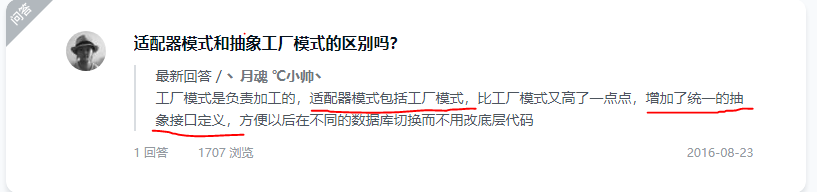 问答
适配器模式和抽象工厂模式的区别吗?
最新回答 / 丶 月魂 ℃小帅丶
工厂模式是负责加工的，适配器模式包括工厂模式，比工厂模式又高了一点点，增加了统一的抽
象接口定义，方便以后在不同的数据库切换而不用改底层代码
1 回答 1707 浏览 2016-08-23